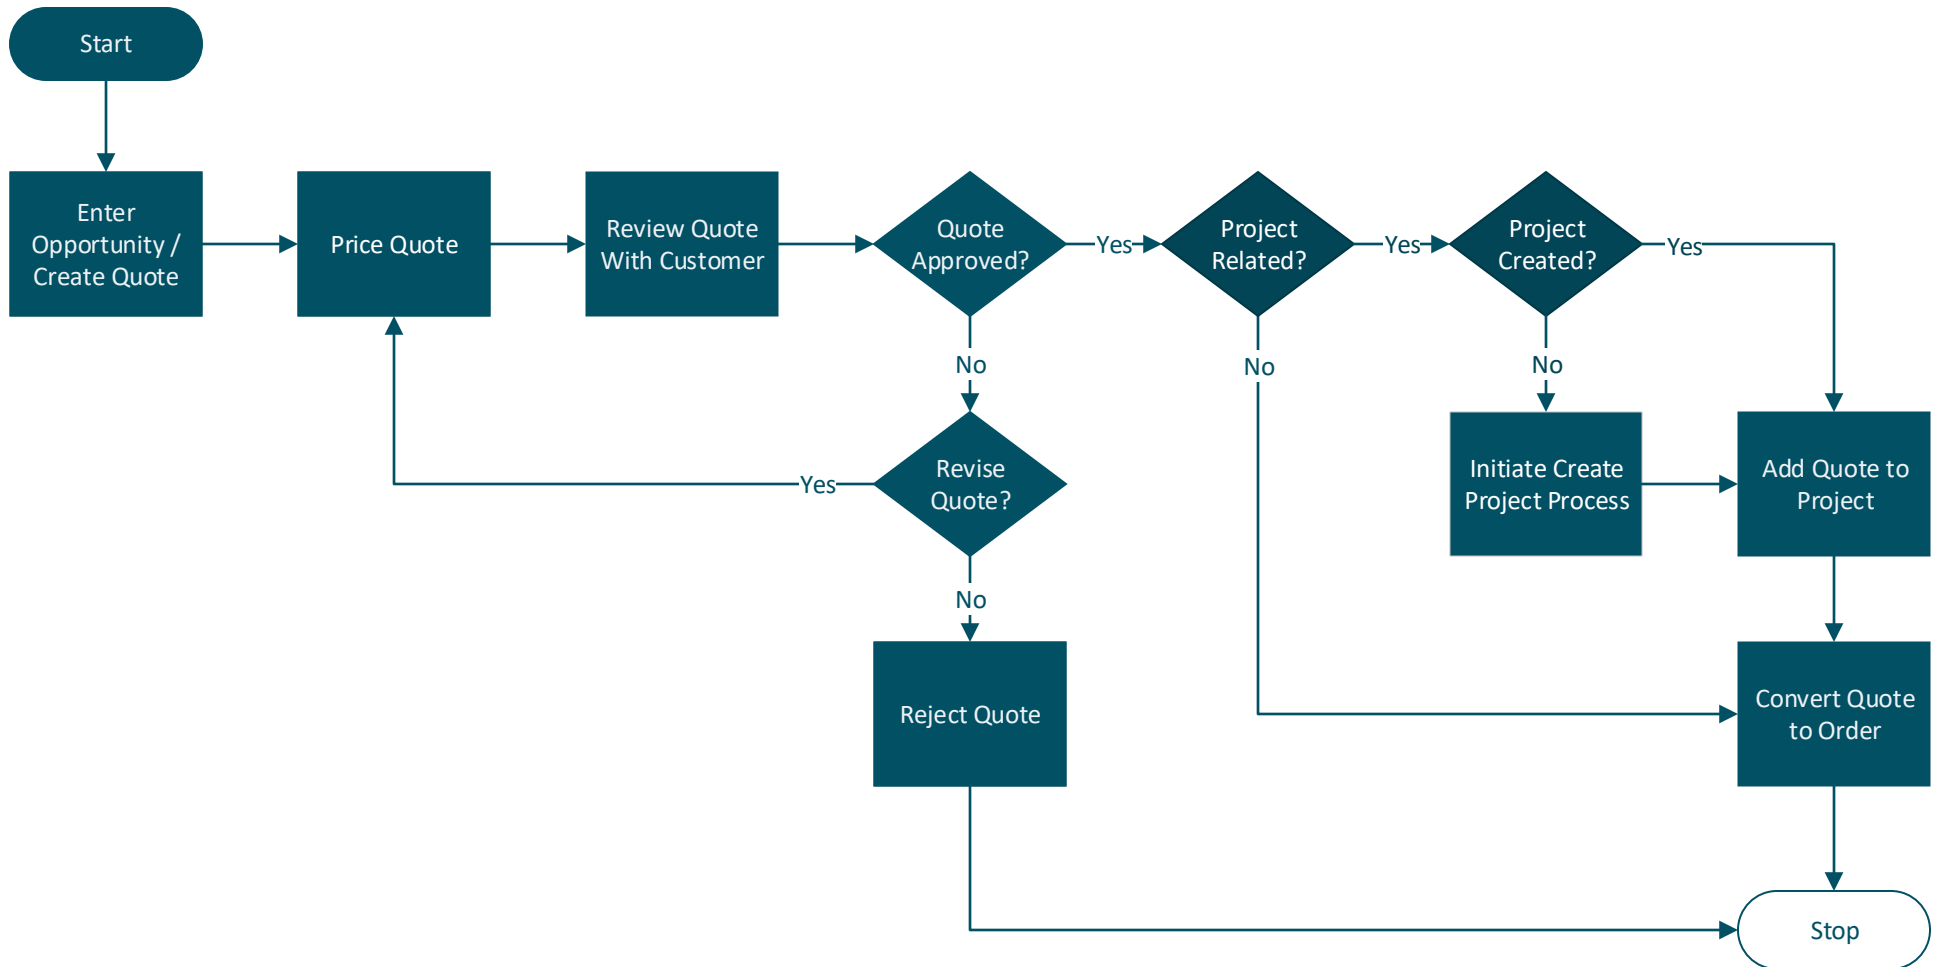 Start
Enter
Opportunity /
Create Quote
Price Quote
Review Quote
With Customer
Quote
Approved?
Yes
Project
Related?
Yes
Project
Created?
Yes
No
No
No
Revise
Quote?
Yes
Initiate Create
Project Process
Add Quote to
Project
No
Reject Quote
Convert Quote
to Order
Stop